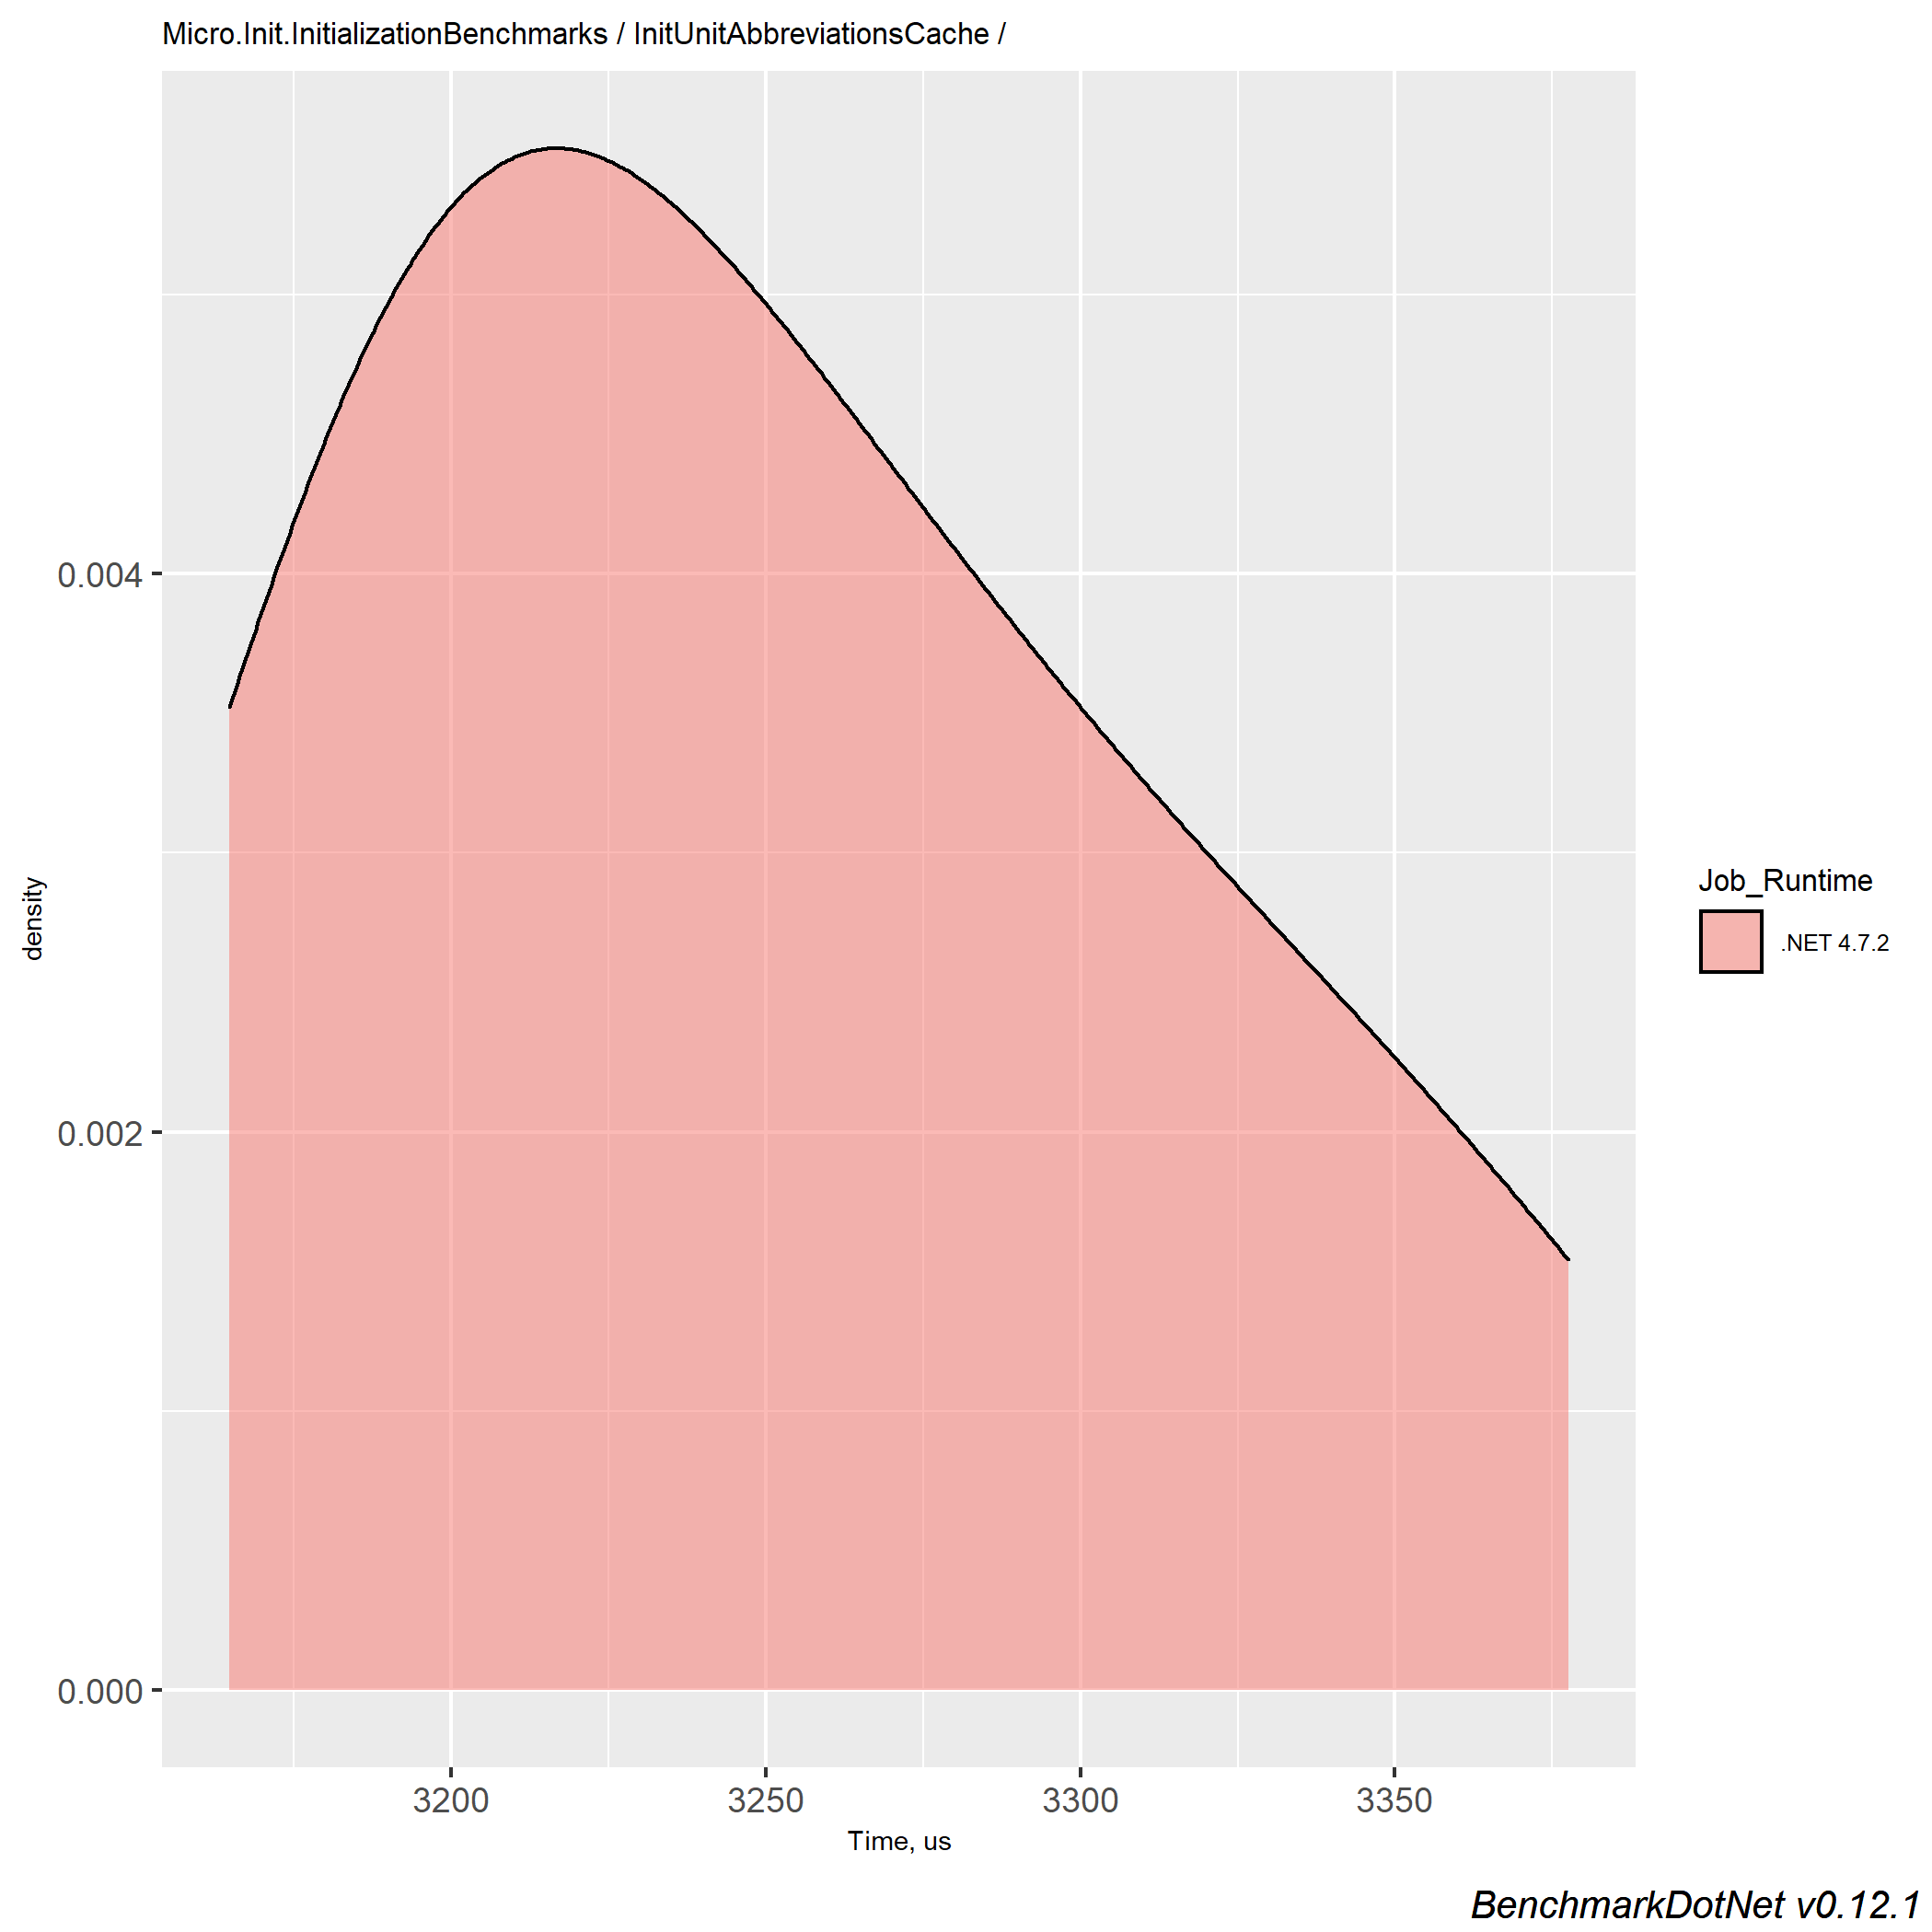 Micro.Init.InitializationBenchmarks / InitUnitAbbreviationsCache /
0.004
0.002
0.000
density
3200 3250 3300 3350
Time, us
Job_Runtime
.NET 4.7.2
BenchmarkDotNet v0.12.1